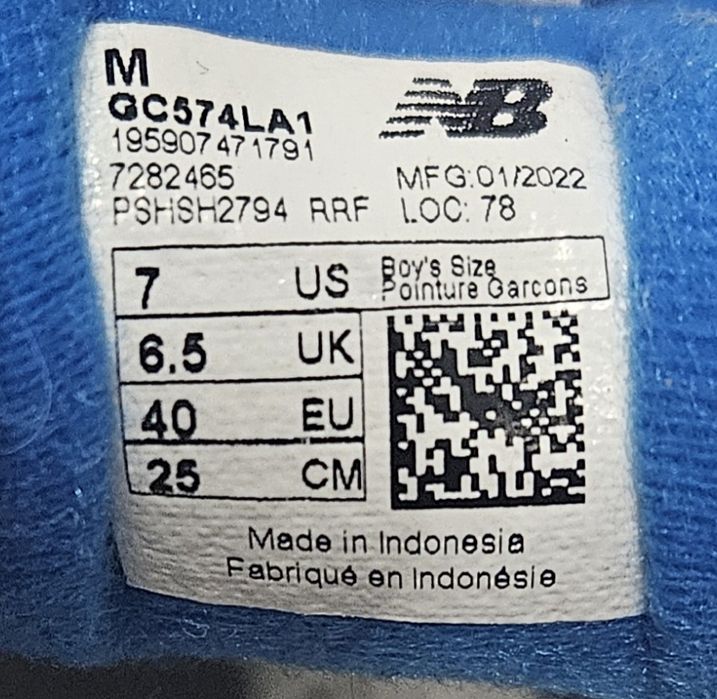 M
GC574LA1
195907471791
7282465
PSHSH2794 RRF
NB
MFG:01/2022
LOC: 78
7 US Boy's Size
Pointure Garcons
6.5 UK
40 EU
25 CM
Made in Indonesia
Fabriqué en Indonésie